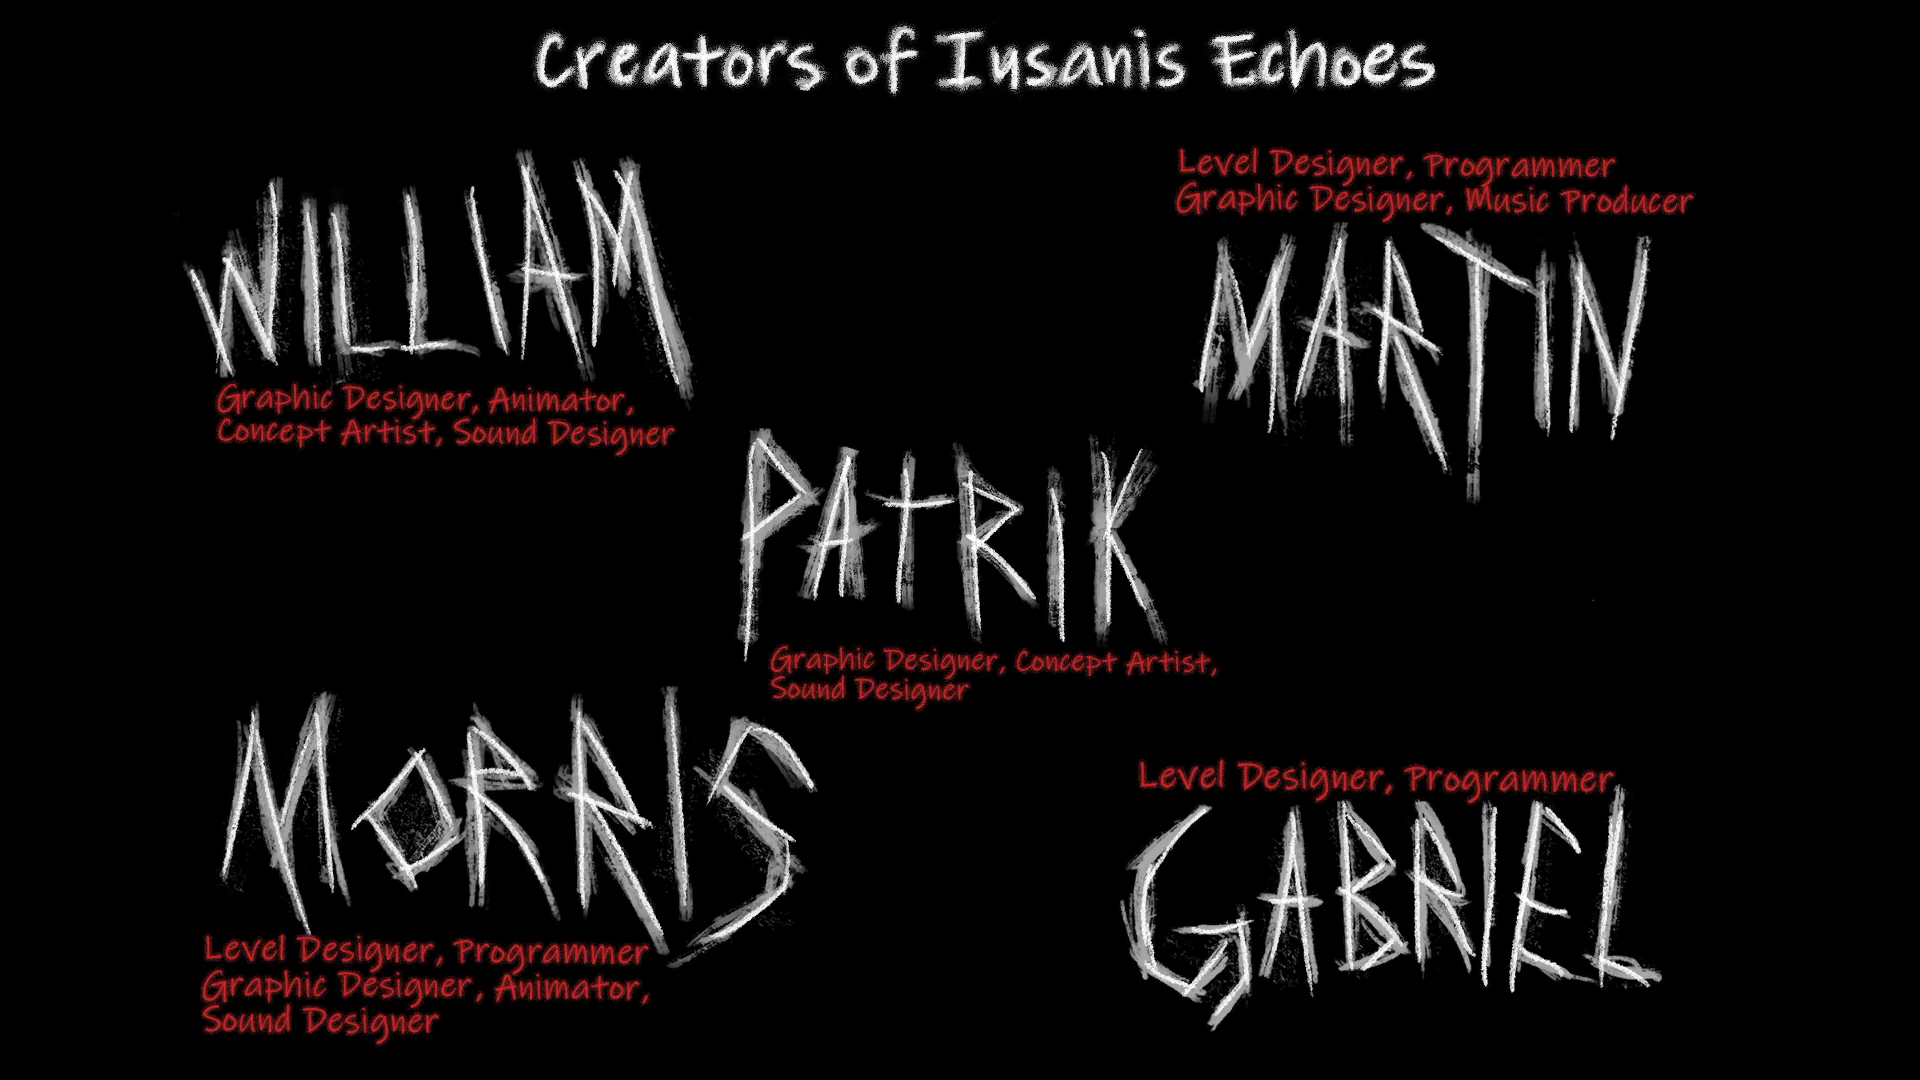 Creators of Iusanis Echoes
WILLIAM
Graphic Designer, Animator,
Concept Artist, Sound Designer
Level Designer, Programmer
Graphic Designer, Music Producer
MARTIN
PATRIK
Graphic Designer, Concept Artist,
Sound Designer
MORRIS
Level Designer, Programmer
Graphic Designer, Animator,
Sound Designer
Level Designer, Programmer
GABRIEL